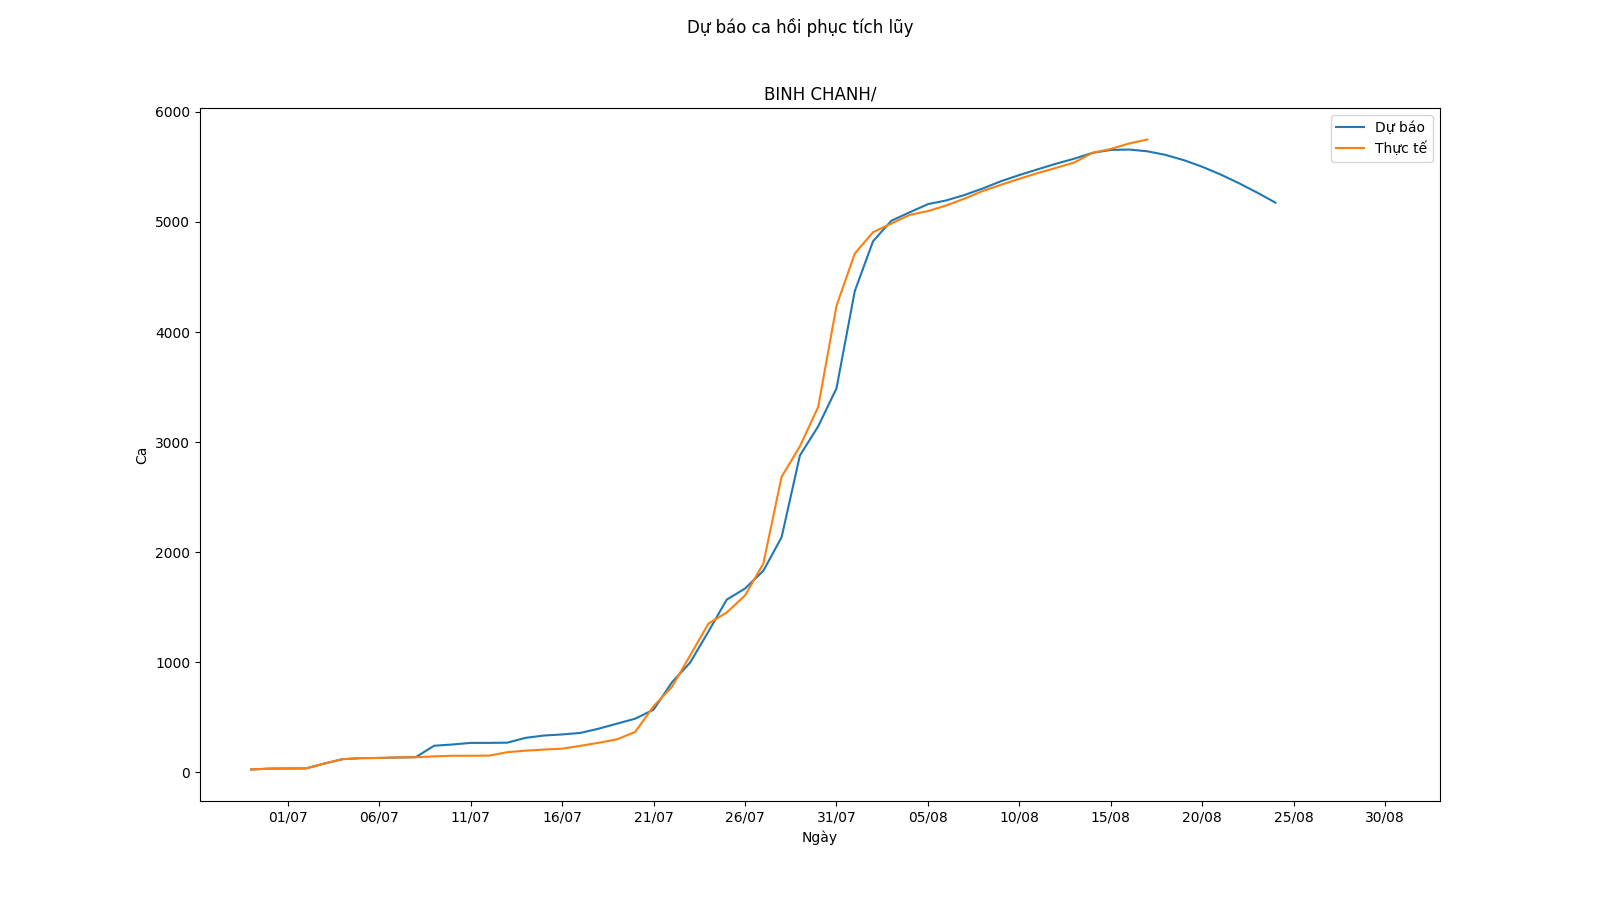 Dự báo ca hồi phục tích lũy
BINH CHANH/
6000
5000
4000
3000
2000
1000
0
Ca
Dự báo
Thực tế
01/07 06/07 11/07 16/07 21/07 26/07 31/07 05/08 10/08 15/08 20/08 25/08 30/08
Ngày